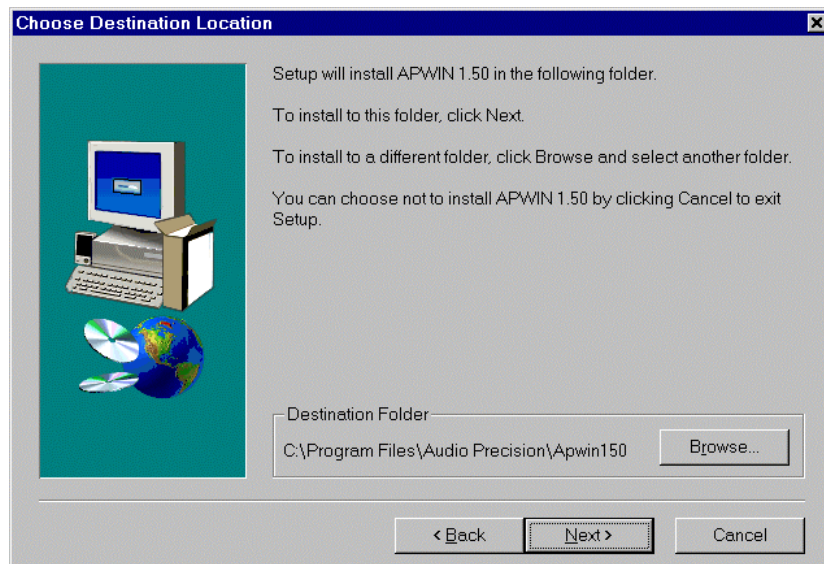 Choose Destination Location
Setup will install APWIN 1.50 in the following folder.
To install to this folder, click Next.
To install to a different folder, click Browse and select another folder.
You can choose not to install APWIN 1.50 by clicking Cancel to exit
Setup.
Destination Folder
C:\Program Files\Audio Precision\Apwin150
Browse...
< Back
Next >
Cancel